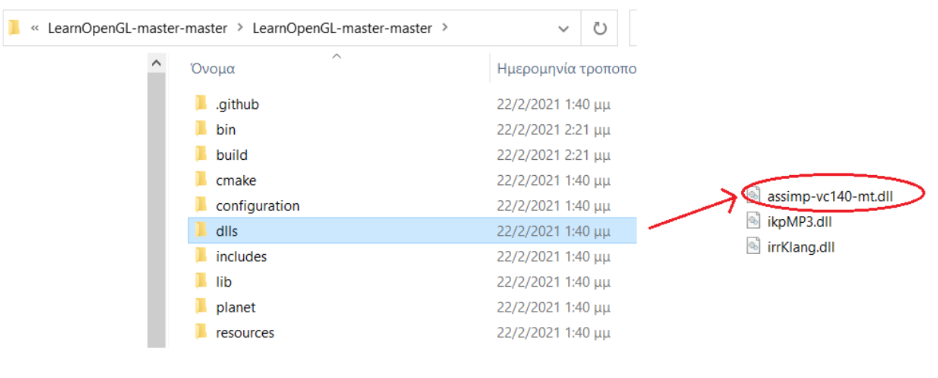 « LearnOpenGL-master-master > LearnOpenGL-master-master >
Όνομα Ημερομηνία τροποπο
.github 22/2/2021 1:40 μμ
bin 22/2/2021 2:21 μμ
build 22/2/2021 2:21 μμ
cmake 22/2/2021 1:40 μμ
configuration 22/2/2021 1:40 μμ
dlls 22/2/2021 1:40 μμ
includes 22/2/2021 1:40 μμ
lib 22/2/2021 1:40 μμ
planet 22/2/2021 1:40 μμ
resources 22/2/2021 1:40 μμ
assimp-vc140-mt.dll
ikpMP3.dll
irrKlang.dll